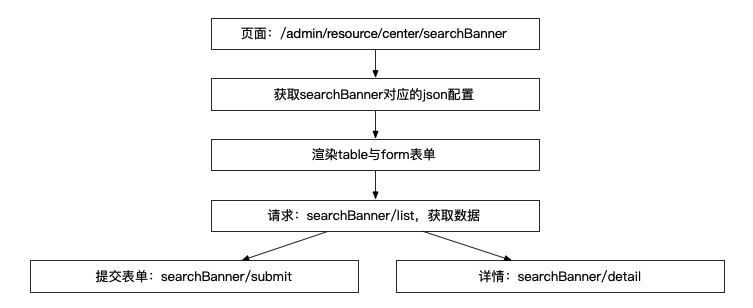 页面：/admin/resource/center/searchBanner
获取searchBanner对应的json配置
渲染table与form表单
请求：searchBanner/list，获取数据
提交表单：searchBanner/submit
详情：searchBanner/detail